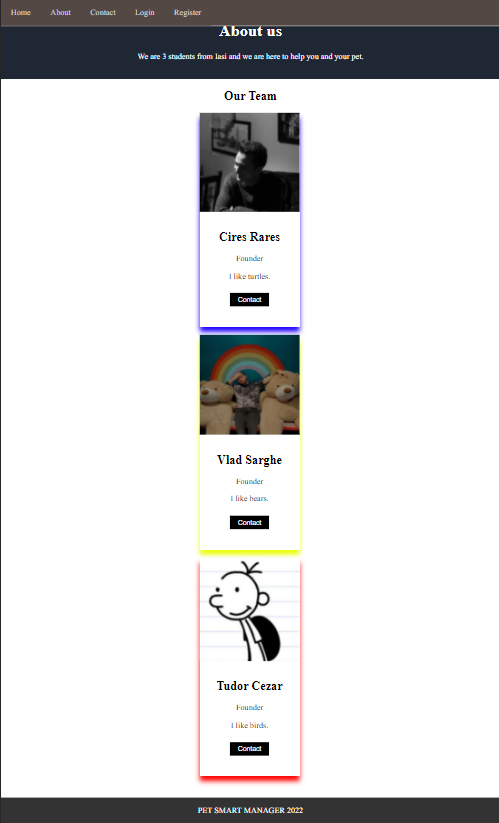 Home About Contact Login Register
About us
We are 3 students from Iasi and we are here to help you and your pet.
Our Team
Cires Rares
Founder
I like turtles.
Contact
Vlad Sarghe
Founder
I like bears.
Contact
Tudor Cezar
Founder
I like birds.
Contact
PET SMART MANAGER 2022